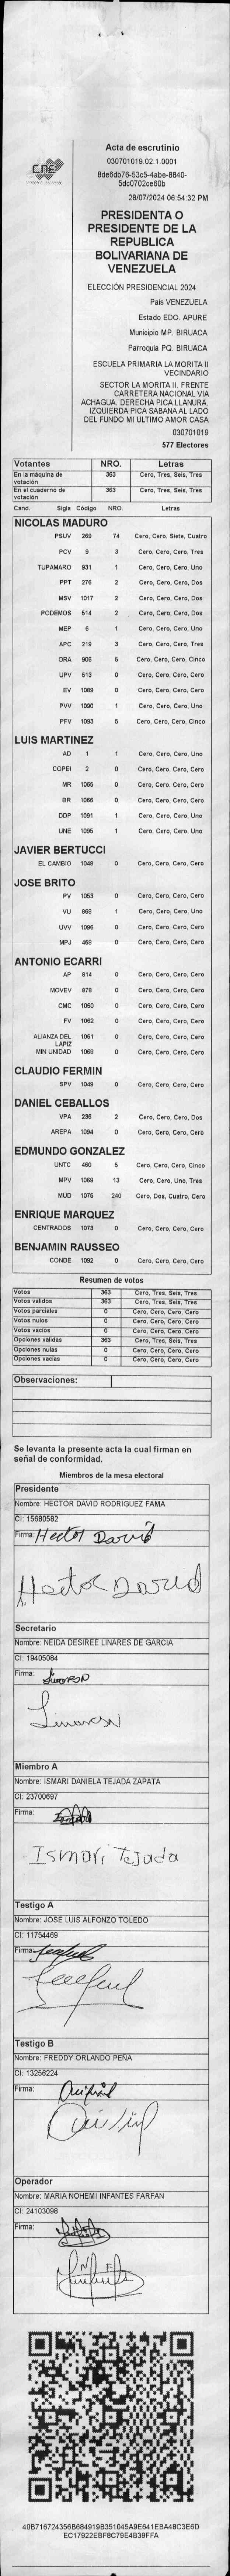 CNE
Acta de escrutinio
030701019.02.1.0001
8de6db76-53c5-4abe-8840-
5dc0702ce60b
28/07/2024 06:54:32 PM
PRESIDENTA O
PRESIDENTE DE LA
REPUBLICA
BOLIVARIANA DE
VENEZUELA
ELECCIÓN PRESIDENCIAL 2024
Pais VENEZUELA
Estado EDO. APURE
Municipio MP. BIRUACA
Parroquia PQ. BIRUACA
ESCUELA PRIMARIA LA MORITA II
VECINDARIO
SECTOR LA MORITA II. FRENTE
CARRETERA NACIONAL VIA
ACHAGUA. DERECHA PICA LLANURA.
IZQUIERDA PICA SABANA AL LADO
DEL FUNDO MI ULTIMO AMOR CASA
030701019
577 Electores
Votantes NRO. Letras
En la máquina de votación 363 Cero, Tres, Seis, Tres
En el cuaderno de votación 363 Cero, Tres, Seis, Tres
Cand. Sigla Código NRO. Letras
NICOLAS MADURO
PSUV 269 74 Cero, Cero, Siete, Cuatro
PCV 9 3 Cero, Cero, Cero, Tres
TUPAMARO 931 1 Cero, Cero, Cero, Uno
PPT 276 2 Cero, Cero, Cero, Dos
MSV 1017 2 Cero, Cero, Cero, Dos
PODEMOS 514 2 Cero, Cero, Cero, Dos
MEP 6 1 Cero, Cero, Cero, Uno
APC 219 3 Cero, Cero, Cero, Tres
ORA 906 5 Cero, Cero, Cero, Cinco
UPV 513 0 Cero, Cero, Cero, Cero
EV 1089 0 Cero, Cero, Cero, Cero
PVV 1090 1 Cero, Cero, Cero, Uno
PFV 1093 5 Cero, Cero, Cero, Cinco
LUIS MARTINEZ
AD 1 1 Cero, Cero, Cero, Uno
COPEI 2 0 Cero, Cero, Cero, Cero
MR 1065 0 Cero, Cero, Cero, Cero
BR 1066 0 Cero, Cero, Cero, Cero
DDP 1091 1 Cero, Cero, Cero, Uno
UNE 1095 1 Cero, Cero, Cero, Uno
JAVIER BERTUCCI
EL CAMBIO 1048 0 Cero, Cero, Cero, Cero
JOSE BRITO
PV 1053 0 Cero, Cero, Cero, Cero
VU 868 1 Cero, Cero, Cero, Uno
UVV 1096 0 Cero, Cero, Cero, Cero
MPJ 458 0 Cero, Cero, Cero, Cero
ANTONIO ECARRI
AP 814 0 Cero, Cero, Cero, Cero
MOVEV 978 0 Cero, Cero, Cero, Cero
CMC 1050 0 Cero, Cero, Cero, Cero
FV 1062 0 Cero, Cero, Cero, Cero
ALIANZA DEL 1061 0 Cero, Cero, Cero, Cero
LAPIZ
MIN UNIDAD 1069 0 Cero, Cero, Cero, Cero
CLAUDIO FERMIN
SPV 1049 0 Cero, Cero, Cero, Cero
DANIEL CEBALLOS
VPA 236 2 Cero, Cero, Cero, Dos
AREPA 1094 0 Cero, Cero, Cero, Cero
EDMUNDO GONZALEZ
UNTC 460 5 Cero, Cero, Cero, Cinco
MPV 1068 13 Cero, Cero, Uno, Tres
MUD 1075 240 Cero, Dos, Cuatro, Cero
ENRIQUE MARQUEZ
CENTRADOS 1073 0 Cero, Cero, Cero, Cero
BENJAMIN RAUSSEO
CONDE 1092 0 Cero, Cero, Cero, Cero
Resumen de votos
Votos 363 Cero, Tres, Seis, Tres
Votos validos 363 Cero, Tres, Seis, Tres
Votos parciales 0 Cero, Cero, Cero, Cero
Votos nulos 0 Cero, Cero, Cero, Cero
Votos vacíos 0 Cero, Cero, Cero, Cero
Opciones validas 363 Cero, Tres, Seis, Tres
Opciones nulas 0 Cero, Cero, Cero, Cero
Opciones vacias 0 Cero, Cero, Cero, Cero
Observaciones:
Se levanta la presente acta la cual firman en
señal de conformidad.
Miembros de la mesa electoral
Presidente
Nombre: HECTOR DAVID RODRIGUEZ FAMA
CI: 15680582
Firma: Hector David
Hector David
Secretario
Nombre: NEIDA DESIREE LINARES DE GARCIA
CI: 19405084
Firma:
Miembro A
Nombre: ISMARI DANIELA TEJADA ZAPATA
CI: 23700697
Firma:
Ismari Tejada
Testigo A
Nombre: JOSE LUIS ALFONZO TOLEDO
CI: 11754469
Firma:
Testigo B
Nombre: FREDDY ORLANDO PEÑA
CI: 13256224
Firma:
Operador
Nombre: MARIA NOHEMI INFANTES FARFAN
CI: 24103098
Firma:
40B716724356B684919B351045A9E641EBA48C3E6D
EC17922EBF8C79E4B39FFA